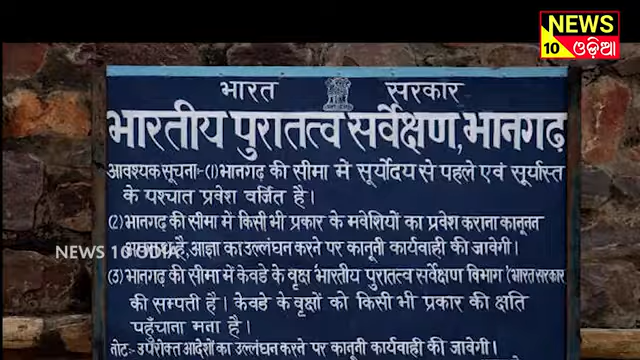 NEWS
10 ଓଡ଼ିଆ
भारत सरकार
भारतीय पुरातत्व सर्वेक्षण, भानगढ़
आवश्यक सूचना:-(1) भानगढ़ की सीमा में सूर्योदय से पहले एवं सूर्यास्त
के पश्चात प्रवेश वर्जित है।
(2) भानगढ़ की सीमा में किसी भी प्रकार के मवेशियों का प्रवेश कराना कानूनन
है, आज्ञा का उल्लंघन करने पर कानूनी कार्यवाही की जावेगी।
NEWS 10 ODIA
(3) भानगढ़ की सीमा में केवडे के वृक्ष भारतीय पुरातत्व सर्वेक्षण विभाग (भारत सरकार
की सम्पती है। केवडे के वृक्षों को किसी भी प्रकार की क्षति
पहुँचाना मना है।
नोट:- उपरोक्त आदेशों का उल्लंघन करने पर कानूनी कार्यवाही की जावेगी।